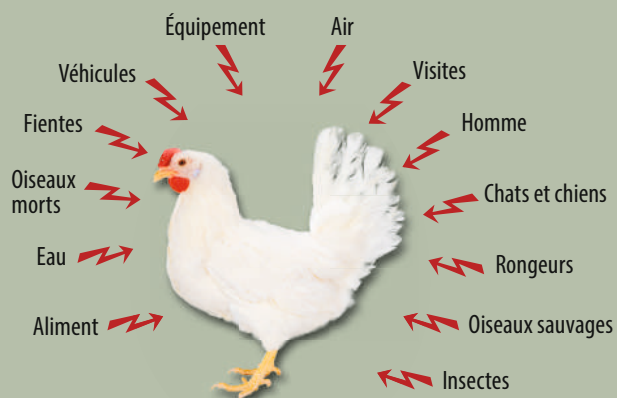 Équipement
Air
Véhicules
Visites
Fientes
Homme
Oiseaux
morts
Chats et chiens
Eau
Rongeurs
Aliment
Oiseaux sauvages
Insectes